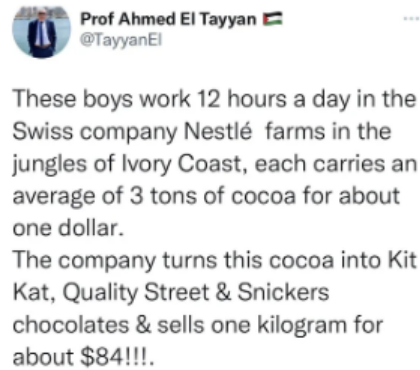 Prof Ahmed El Tayyan 🇵🇸
@TayyanEl
These boys work 12 hours a day in the
Swiss company Nestlé farms in the
jungles of Ivory Coast, each carries an
average of 3 tons of cocoa for about
one dollar.
The company turns this cocoa into Kit
Kat, Quality Street & Snickers
chocolates & sells one kilogram for
about $84!!!.